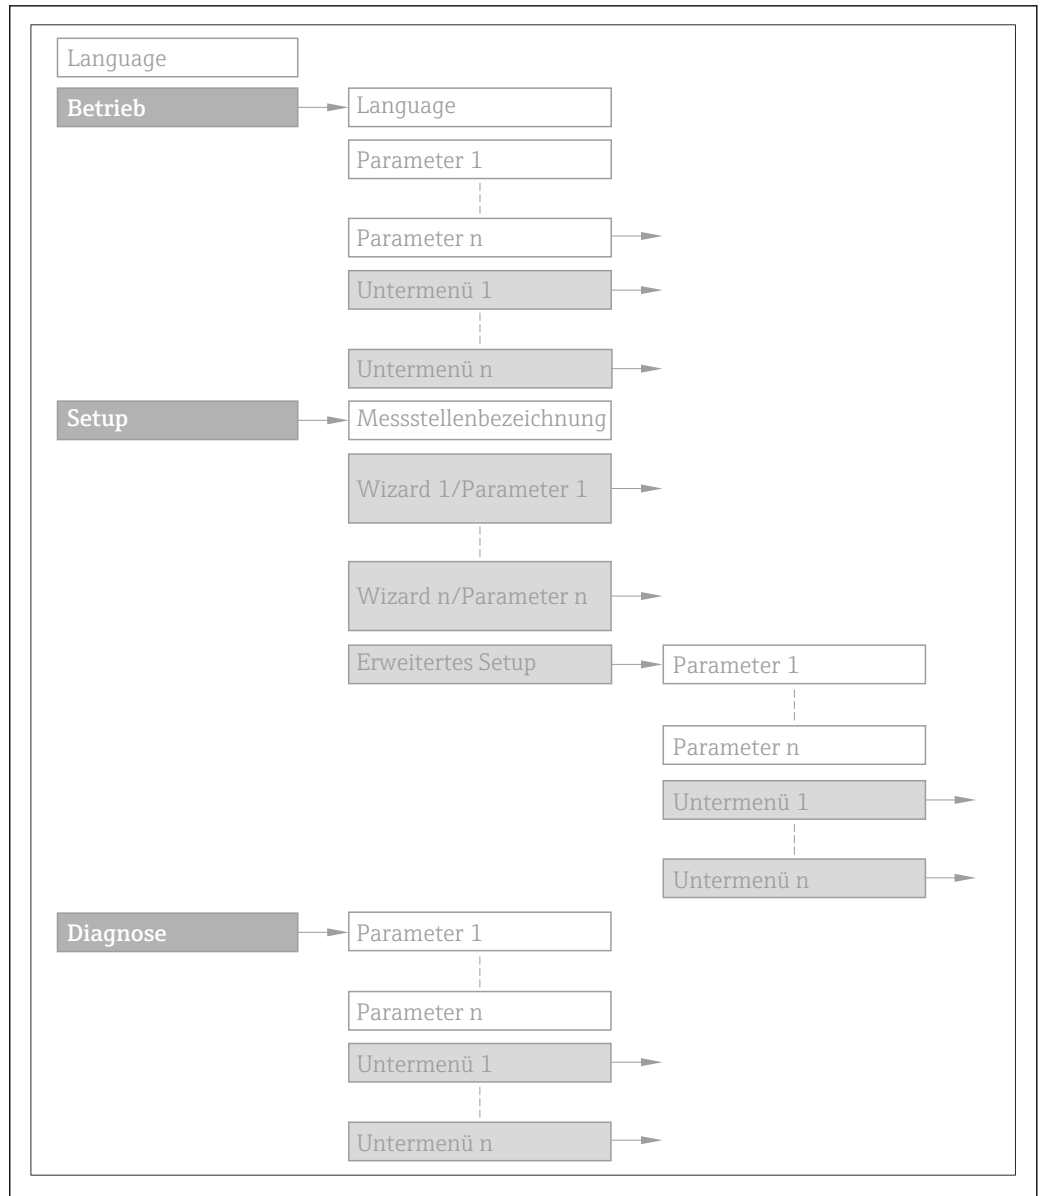 Language
Betrieb
Language
Parameter 1
Parameter n
Untermenü 1
Untermenü n
Setup
Messstellenbezeichnung
Wizard 1/Parameter 1
Wizard n/Parameter n
Erweitertes Setup
Parameter 1
Parameter n
Untermenü 1
Untermenü n
Diagnose
Parameter 1
Parameter n
Untermenü 1
Untermenü n